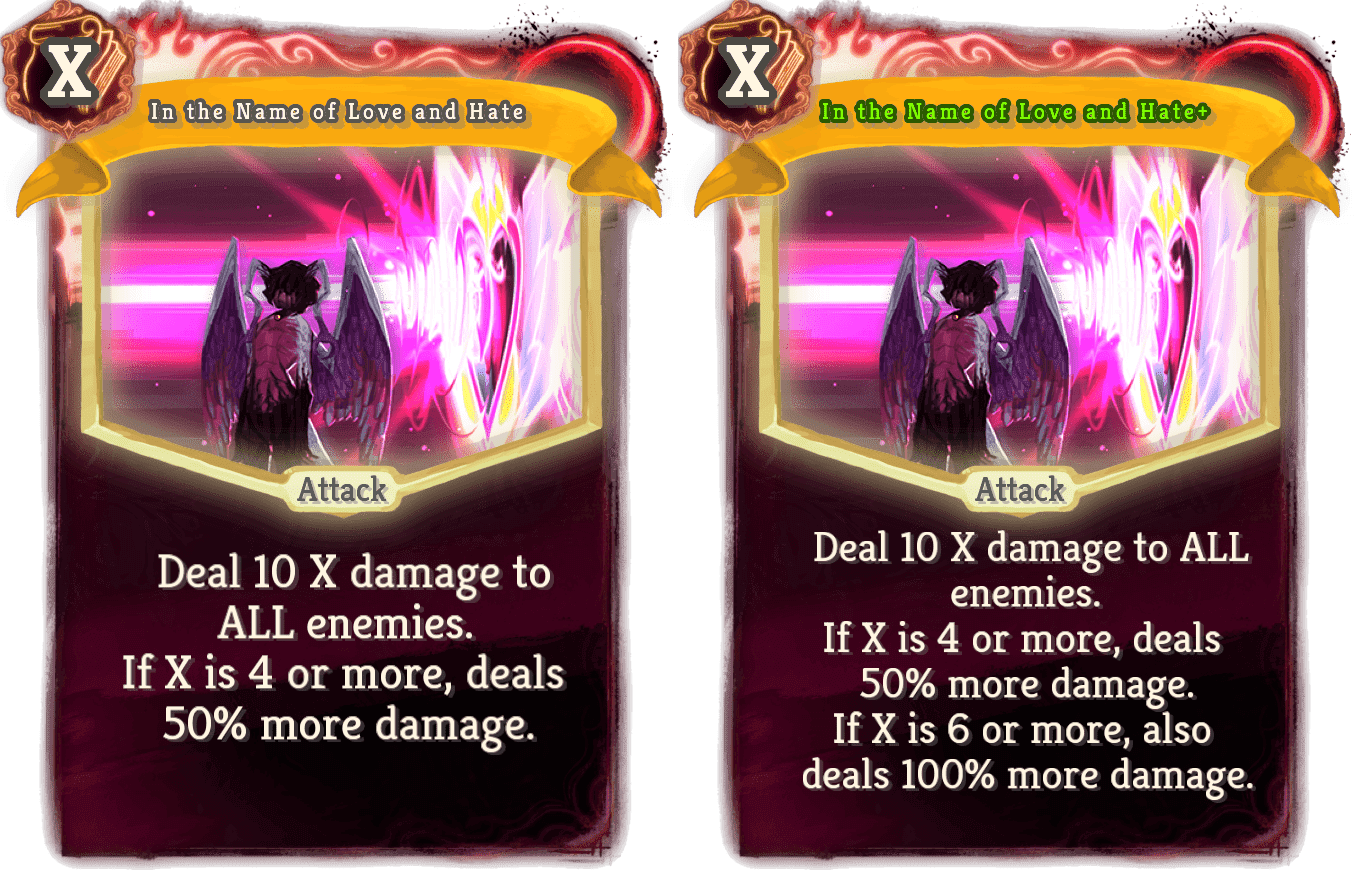 X
In the Name of Love and Hate
Attack
Deal 10 X damage to
ALL enemies.
If X is 4 or more, deals
50% more damage.
X
In the Name of Love and Hate+
Attack
Deal 10 X damage to ALL
enemies.
If X is 4 or more, deals
50% more damage.
If X is 6 or more, also
deals 100% more damage.